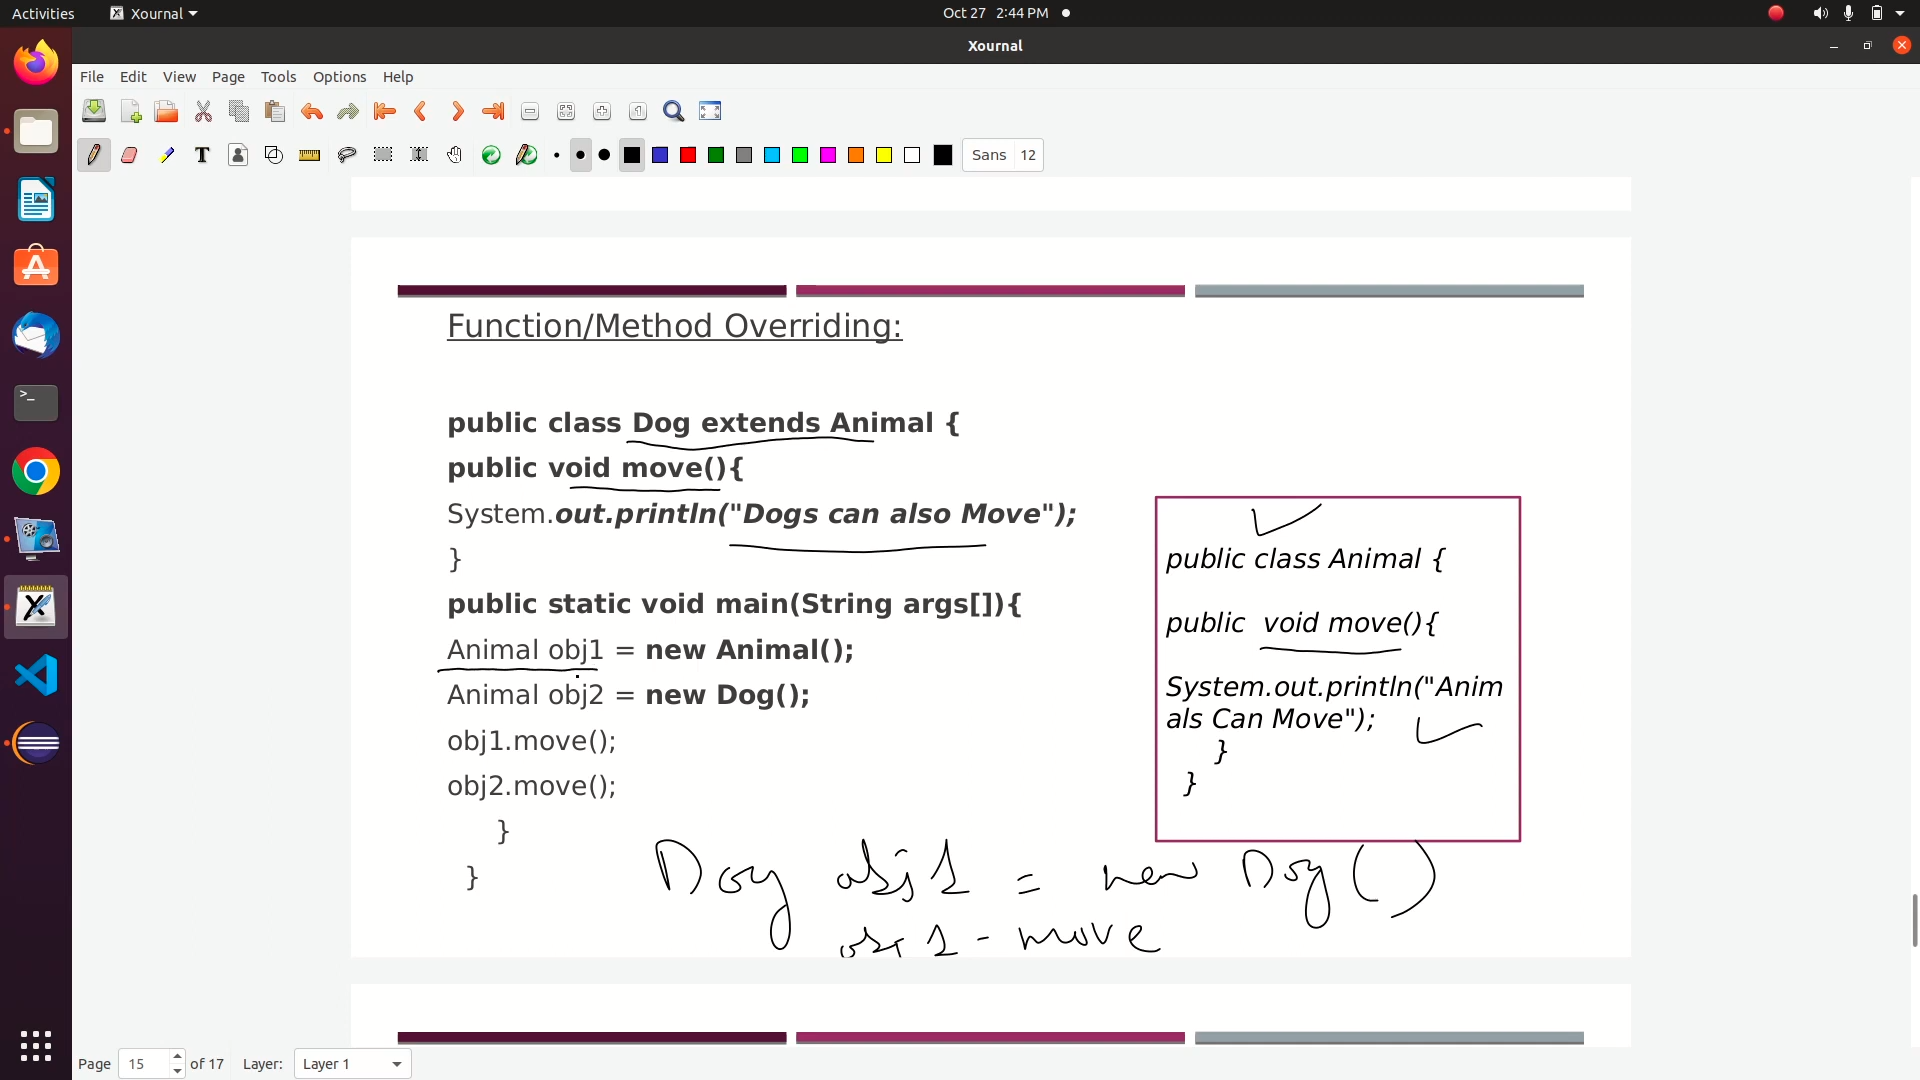 Activities
Xournal
Oct 27 2:44 PM
Xournal
File Edit View Page Tools Options Help
Sans 12
Function/Method Overriding:
public class Dog extends Animal {
public void move(){
System.out.println("Dogs can also Move");
}
public static void main(String args[]){
Animal obj1 = new Animal();
Animal obj2 = new Dog();
obj1.move();
obj2.move();
}
}
public class Animal {
public void move(){
System.out.println("Anim
als Can Move");
}
}
Dog obj1 = new Dog()
obj1-move
Page 15 of 17 Layer: Layer 1